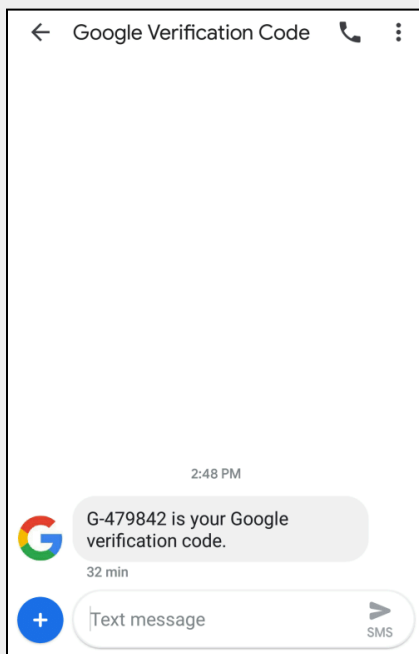 Google Verification Code
2:48 PM
G-479842 is your Google
verification code.
32 min
Text message
SMS